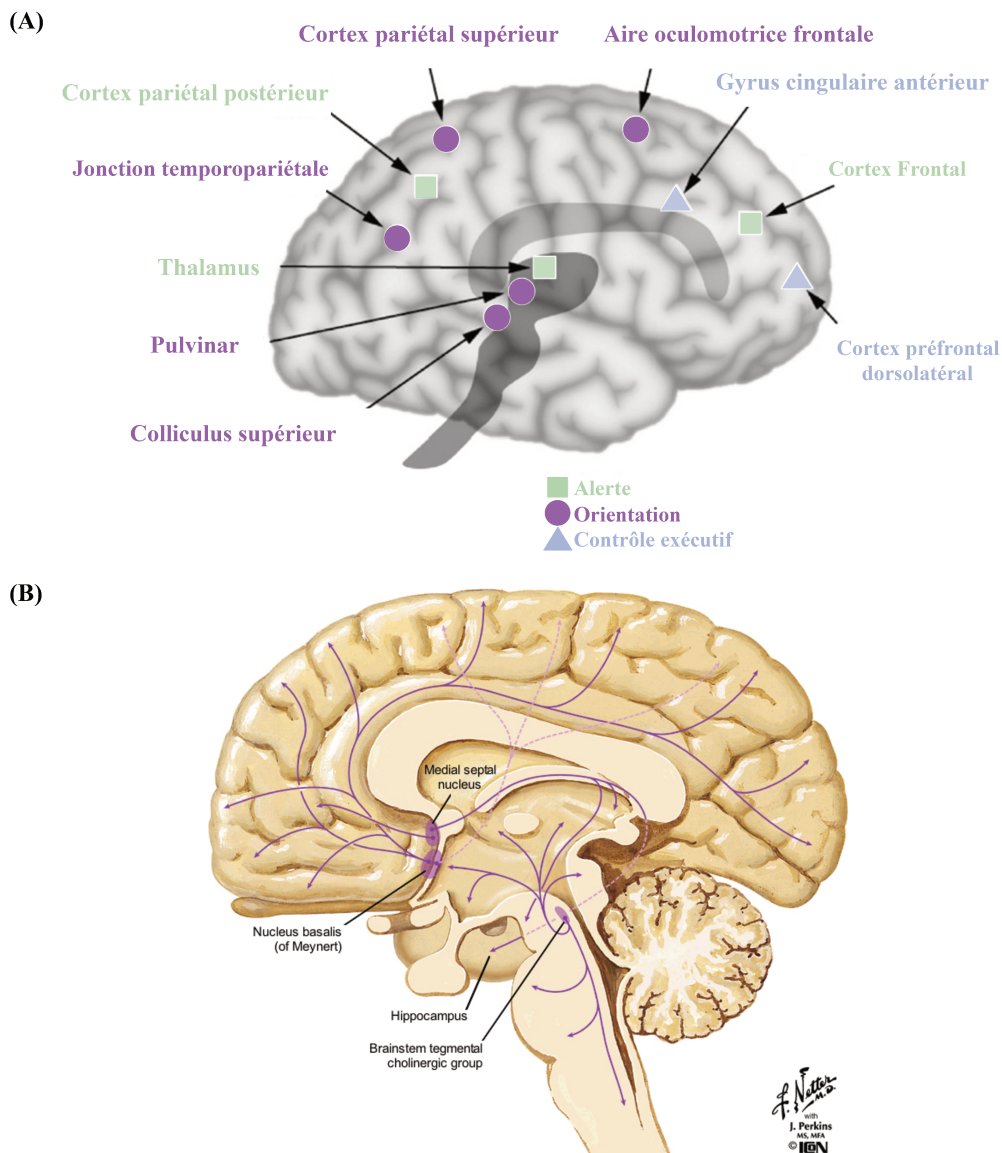 (A)
Cortex pariétal supérieur
Aire oculomotrice frontale
Cortex pariétal postérieur
Gyrus cingulaire antérieur
Jonction temporopariétale
Cortex Frontal
Thalamus
Pulvinar
Cortex préfrontal
dorsolatéral
Colliculus supérieur
Alerte
Orientation
Contrôle exécutif
(B)
Medial septal
nucleus
Nucleus basalis
(of Meynert)
Hippocampus
Brainstem tegmental
cholinergic group
F. Netter
M.D.
with
J. Perkins
MS, MFA
© ICON